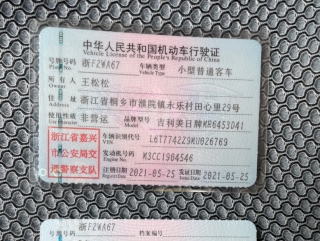 中华人民共和国机动车行驶证
Vehicle License of the People's Republic of China
号牌号码 浙FZWA67 车辆类型 小型普通客车
Plate No. Vehicle Type
所有人 王松松
Owner
住址 浙江省桐乡市濮院镇永乐村田心里29号
Address
使用性质 非营运 品牌型号 吉利美日牌MR6453D41
Use Character Model
浙江省嘉兴
市公安局交
通警察支队
车辆识别代号 L6T7742Z9KU026769
VIN
发动机号码 K3CC1904546
Engine No.
注册日期 2021-05-25 发证日期 2021-05-25
Register Date Issue Date
号牌号码 浙FZWA67 档案编号